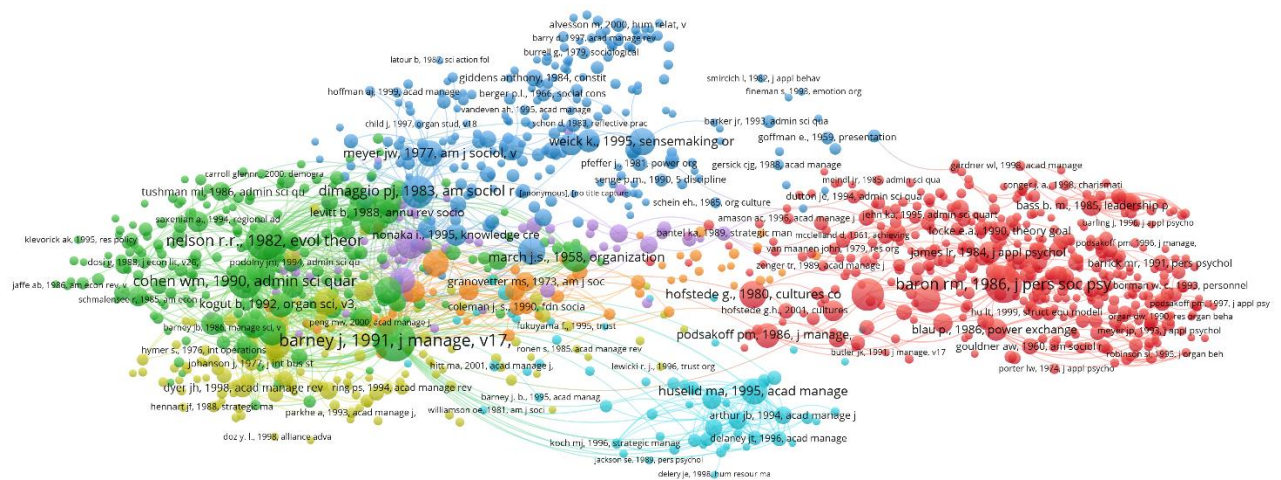 alvesson m, 2000, hum relat, v
barry d., 1997, acad manage rev
burrell g., 1979, sociological
latour b, 1987, sci action fol
giddens anthony, 1984, constit
smircich l, 1982, j appl behav
hoffman aj, 1999, acad manage
berger p.l., 1966, social cons
fineman s, 1993, emotion org
vandeven ah, 1995, acad manage
child j, 1997, organ stud, v18
schon d., 1983, reflective prac
barker jr, 1993, admin sci qua
goffman e., 1959, presentation
weick k., 1995, sensemaking or
meyer jw, 1977, am j sociol, v
pfeffer j., 1981, power org
gersick cjg, 1988, acad manage
gardner wl, 1998, acad manage
carroll glennr., 2000, demogra
senge p.m., 1990, 5 discipline
meindl jr, 1985, admin sci qua
conger j. a., 1998, charismati
tushman ml, 1986, admin sci qu
dimaggio pj, 1983, am sociol r
[anonymous], [no title capture
dutton je, 1994, admin sci qua
bass b. m., 1985, leadership p
schein eh., 1985, org culture
levitt b, 1988, annu rev socio
saxenian a., 1994, regional ad
amason ac, 1996, acad manage j
jehn ka, 1995, admin sci quart
barling j, 1996, j appl psycho
nelson r.r., 1982, evol theor
nonaka i., 1995, knowledge cre
bantel ka, 1989, strategic man
mcclelland d, 1961, achieving
locke e.a., 1990, theory goal
klevorick ak, 1995, res policy
van maanen john, 1979, res org
james lr, 1984, j appl psychol
podsakoff pm, 1996, j manage,
dosi g, 1988, j econ lit, v26,
podolny jm, 1994, admin sci qu
march j.s., 1958, organization
zenger tr, 1989, acad manage j
barrick mr, 1991, pers psychol
cohen wm, 1990, admin sci quar
granovetter ms, 1973, am j soc
baron rm, 1986, j pers soc psy
borman w. c., 1993, personnel
jaffe ab, 1986, am econ rev, v
schmalensee r, 1985, am econ r
kogut b, 1992, organ sci, v3,
coleman j. s., 1990, fdn socia
hofstede g., 1980, cultures co
hofstede g.h., 2001, cultures
hu lt, 1999, struct equ modeli
podsakoff pm, 1997, j appl psy
organ dw, 1990, res organ beha
barney jb, 1986, manage sci, v
peng mw, 2000, acad manage j,
fukuyama f., 1995, trust
podsakoff pm, 1986, j manage,
blau p., 1986, power exchange
meyer jp, 1993, j appl psychol
barney j, 1991, j manage, v17,
gouldner aw, 1960, am sociol r
robinson sl, 1995, j organ beh
hymer s., 1976, int operations
ronen s, 1985, acad manage rev
butler jk, 1991, j manage, v17
johanson j, 1977, j int bus st
hitt ma, 2001, acad manage j,
lewicki r. j., 1996, trust org
porter lw, 1974, j appl psycho
dyer jh, 1998, acad manage rev
ring ps, 1994, acad manage rev
huselid ma, 1995, acad manage
barney j. b., 1995, acad manag
hennart jf, 1988, strategic ma
parkhe a, 1993, acad manage j,
williamson oe, 1981, am j soci
arthur jb, 1994, acad manage j
doz y. l., 1998, alliance adva
koch mj, 1996, strategic manag
delaney jt, 1996, acad manage
jackson se, 1989, pers psychol
delery je, 1998, hum resour ma